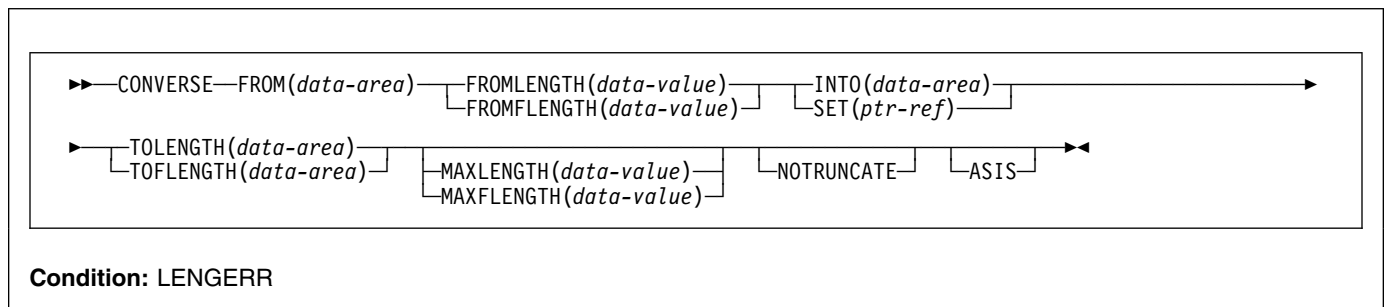 CONVERSE FROM(data-area) FROMLENGTH(data-value) INTO(data-area)
FROMFLENGTH(data-value) SET(ptr-ref)
TOLENGTH(data-area)
TOFLENGTH(data-area) MAXLENGTH(data-value) NOTRUNCATE ASIS
MAXFLENGTH(data-value)
Condition: LENGERR